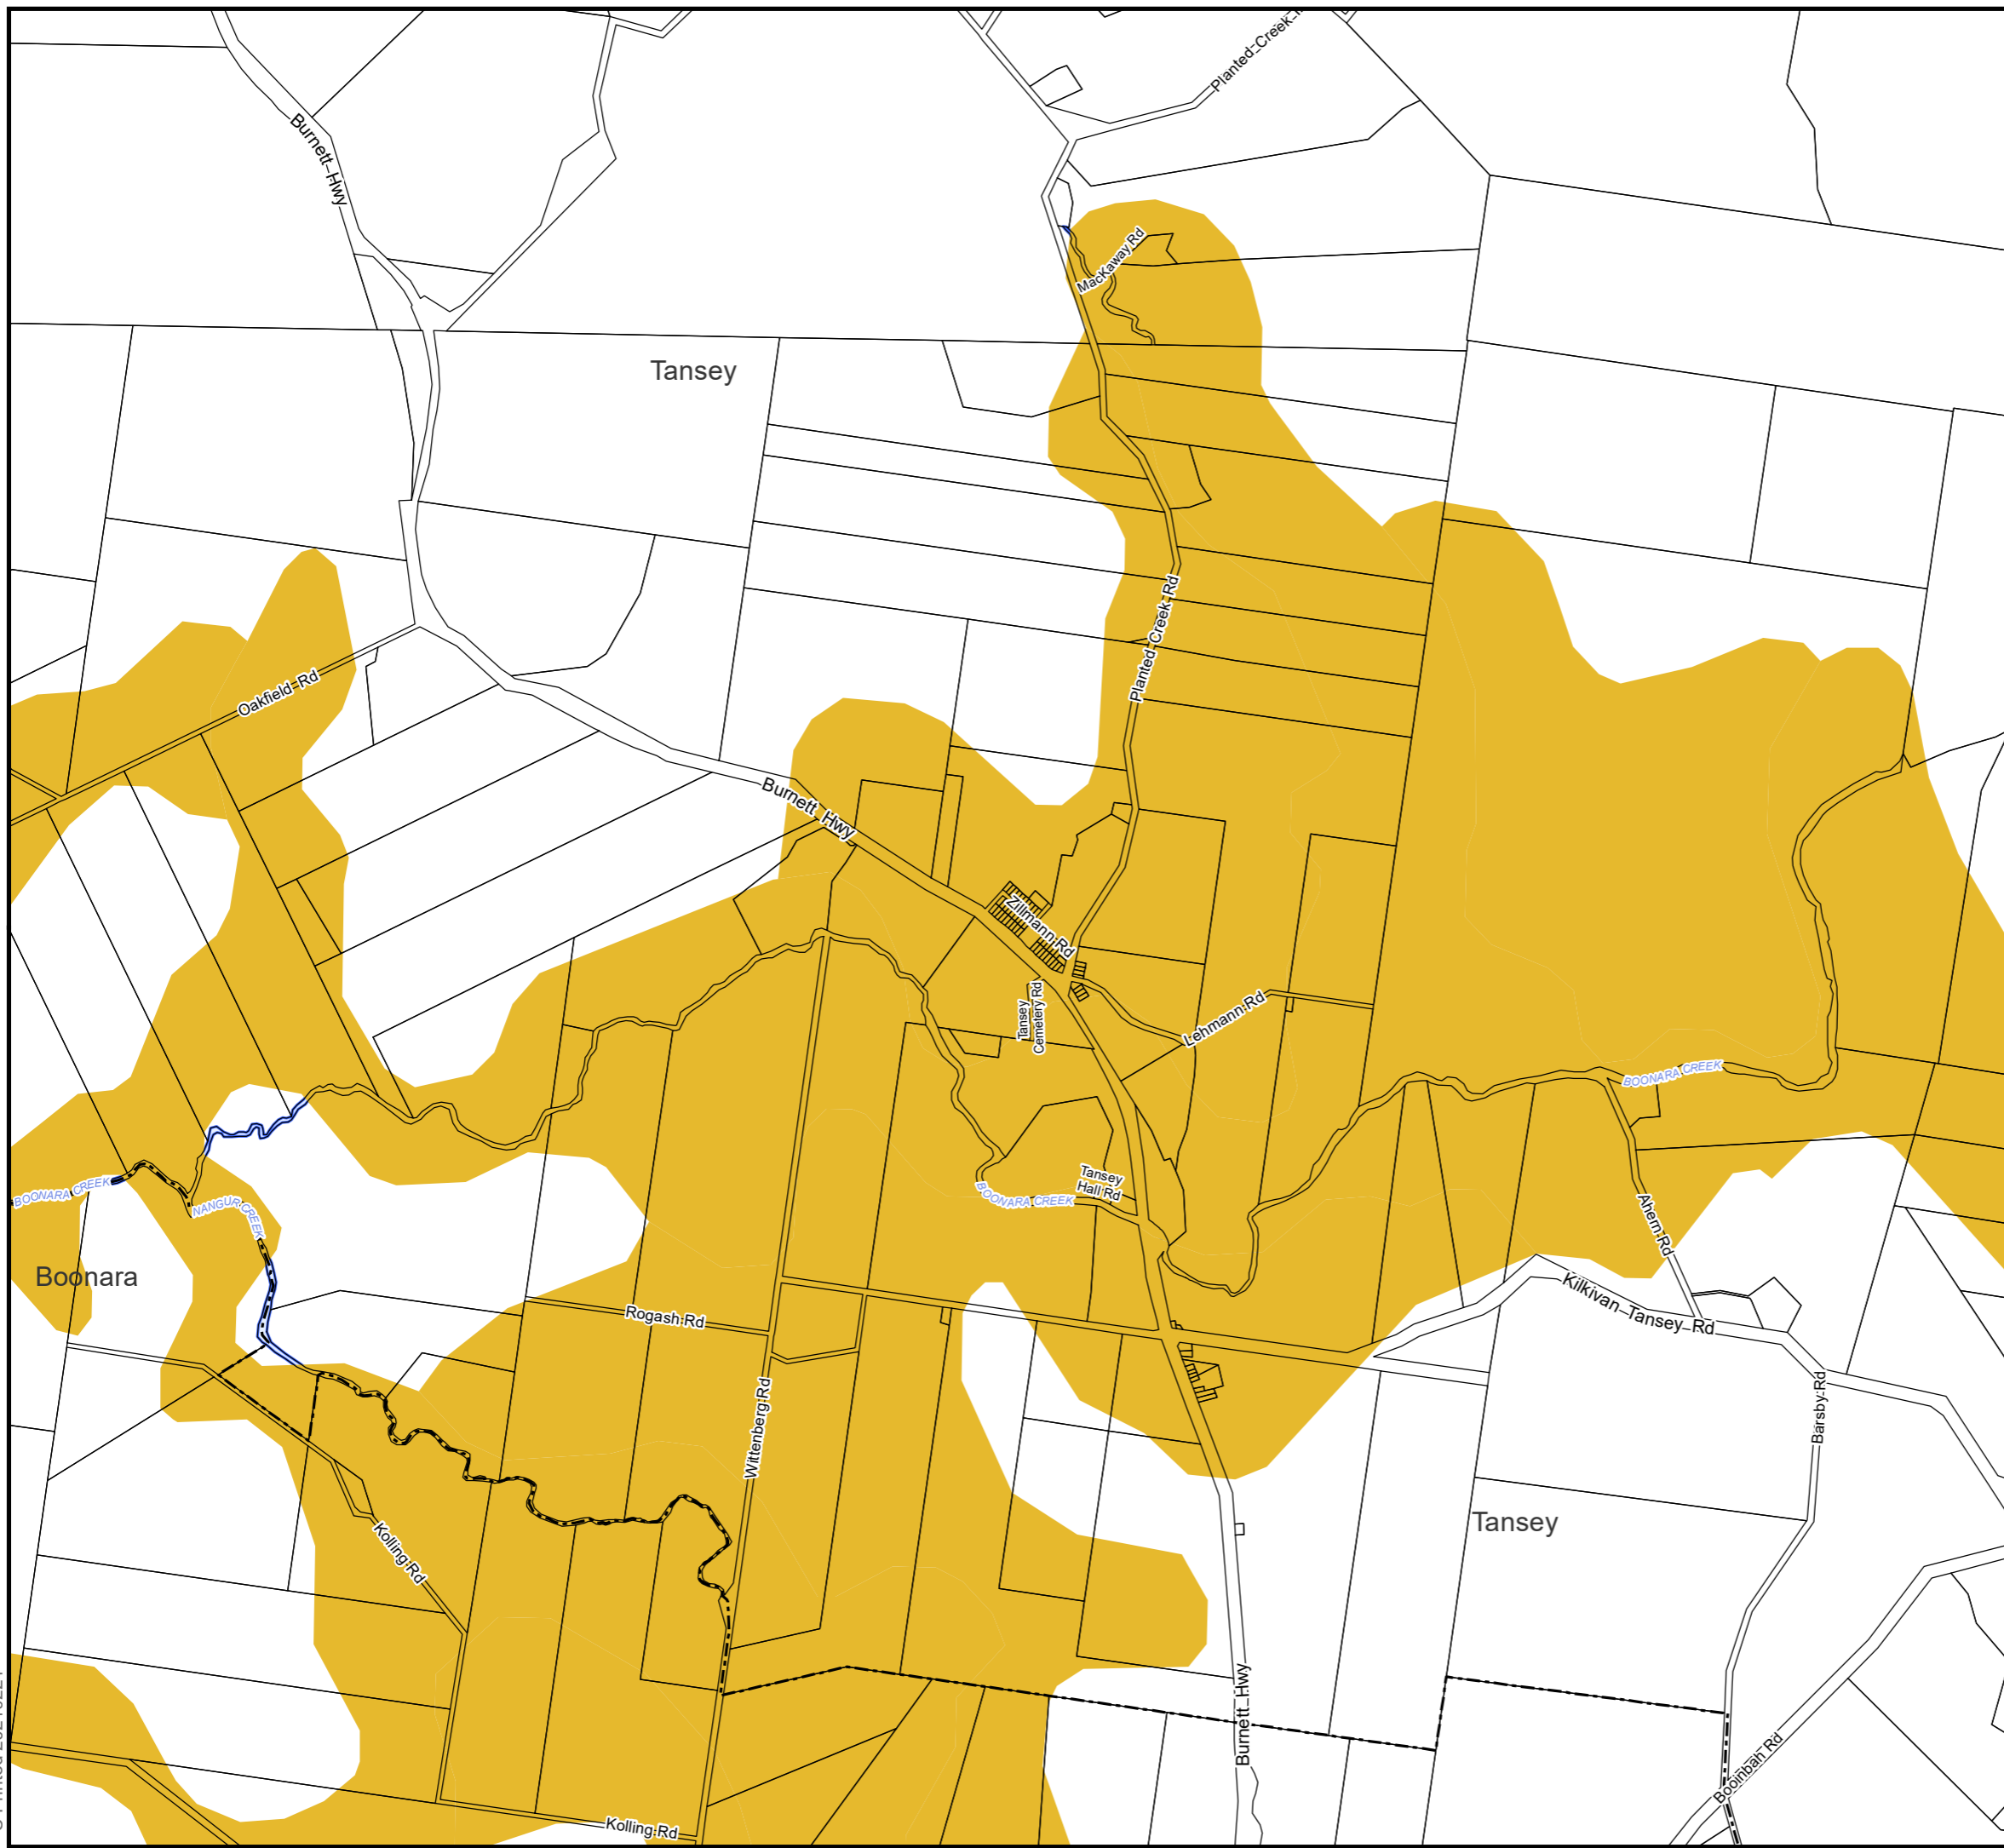 Planted Creek
Burnett Hwy
MacKaway Rd
Tansey
Planted Creek Rd
Oakfield Rd
Burnett Hwy
Zillmann Rd
Tansey
Cemetery Rd
Lehmann Rd
BOONARA CREEK
Tansey
Hall Rd
BOONARA CREEK
BOONARA CREEK
NANGUR CREEK
Ahern Rd
Boonara
Kilkivan Tansey Rd
Rogash Rd
Barsby Rd
Wittenberg Rd
Tansey
Kolling Rd
Burnett Hwy
Booinbah Rd
Kolling Rd